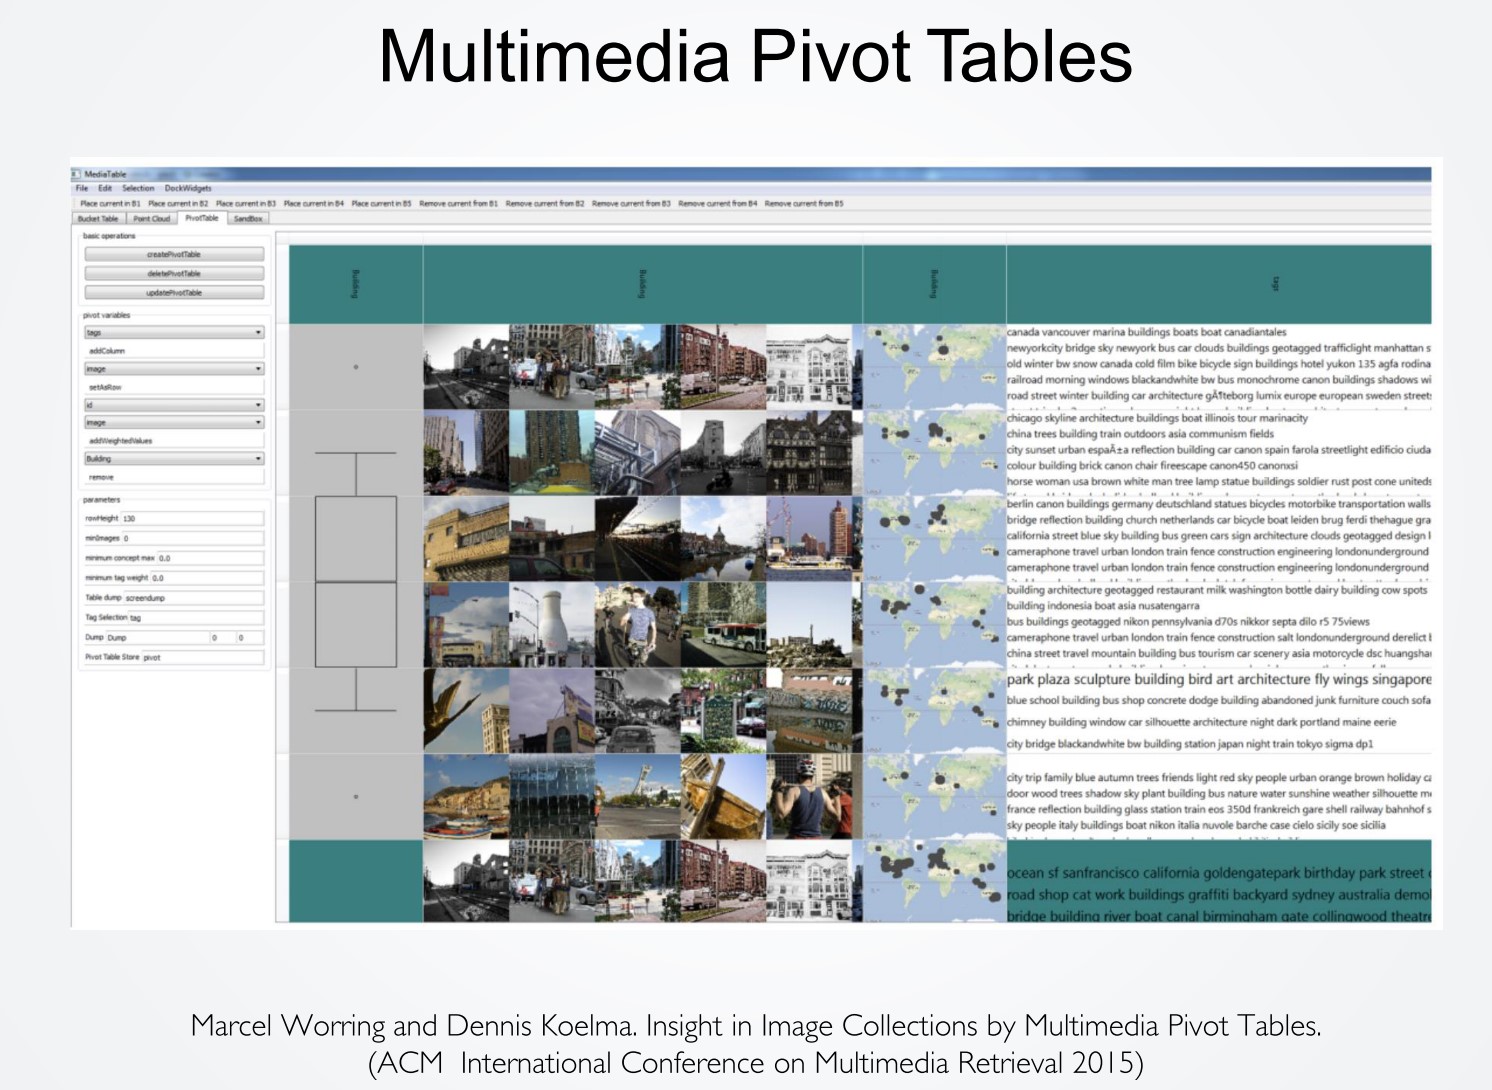 Multimedia Pivot Tables
MediaTable
File Edit Selection DockWidgets
Place current in B1 Place current in B2 Place current in B3 Place current in B4 Place current in B5 Remove current from B1 Remove current from B2 Remove current from B3 Remove current from B4 Remove current from B5
Bucket Table Point Cloud PivotTable SandBox
basic operations
createPivotTable
deletePivotTable
updatePivotTable
pivot variables
tags
addColumn
image
setAsRow
id
image
addWeightedValues
Building
remove
parameters
rowHeight 130
minImages 0
minimum concept max 0.0
minimum tag weight 0.0
Table dump screendump
Tag Selection tag
Dump Dump 0 0
Pivot Table Store pivot
Building Building Building tags
canada vancouver marina buildings boats boat canadiantales
newyorkcity bridge sky newyork bus car clouds buildings geotagged trafficlight manhattan s
old winter bw snow canada cold film bike bicycle sign buildings hotel yukon 135 agfa rodina
railroad morning windows blackandwhite bw bus monochrome canon buildings shadows wi
road street winter building car architecture gÃ¶teborg lumix europe european sweden streets
chicago skyline architecture buildings boat illinois tour marinacity
china trees building train outdoors asia communism fields
city sunset urban espaÃ±a reflection building car canon spain farola streetlight edificio ciuda
colour building brick canon chair fireescape canon450 canonxsi
horse woman usa brown white man tree lamp statue buildings soldier rust post cone uniteds
berlin canon buildings germany deutschland statues bicycles motorbike transportation walls
bridge reflection building church netherlands car bicycle boat leiden brug ferdi thehague gra
california street blue sky building bus green cars sign architecture clouds geotagged design l
cameraphone travel urban london train fence construction engineering londonunderground
cameraphone travel urban london train fence construction engineering londonunderground
building architecture geotagged restaurant milk washington bottle dairy building cow spots
building indonesia boat asia nusatengarra
bus buildings geotagged nikon pennsylvania d70s nikkor septa dilo r5 75views
cameraphone travel urban london train fence construction salt londonunderground derelict
china street travel mountain building bus tourism car scenery asia motorcycle dsc huangsha
park plaza sculpture building bird art architecture fly wings singapore
blue school building bus shop concrete dodge building abandoned junk furniture couch sofa
chimney building window car silhouette architecture night dark portland maine eerie
city bridge blackandwhite bw building station japan night train tokyo sigma dp1
city trip family blue autumn trees friends light red sky people urban orange brown holiday ca
door wood trees shadow sky plant building bus nature water sunshine weather silhouette m
france reflection building glass station train eos 350d frankreich gare shell railway bahnhof s
sky people italy buildings boat nikon italia nuvole barche case cielo sicily soe sicilia
ocean sf sanfrancisco california goldengatepark birthday park street
road shop cat work buildings graffiti backyard sydney australia demo
bridge building river boat canal birmingham gate collingwood theatre
Marcel Worring and Dennis Koelma. Insight in Image Collections by Multimedia Pivot Tables.
(ACM International Conference on Multimedia Retrieval 2015)